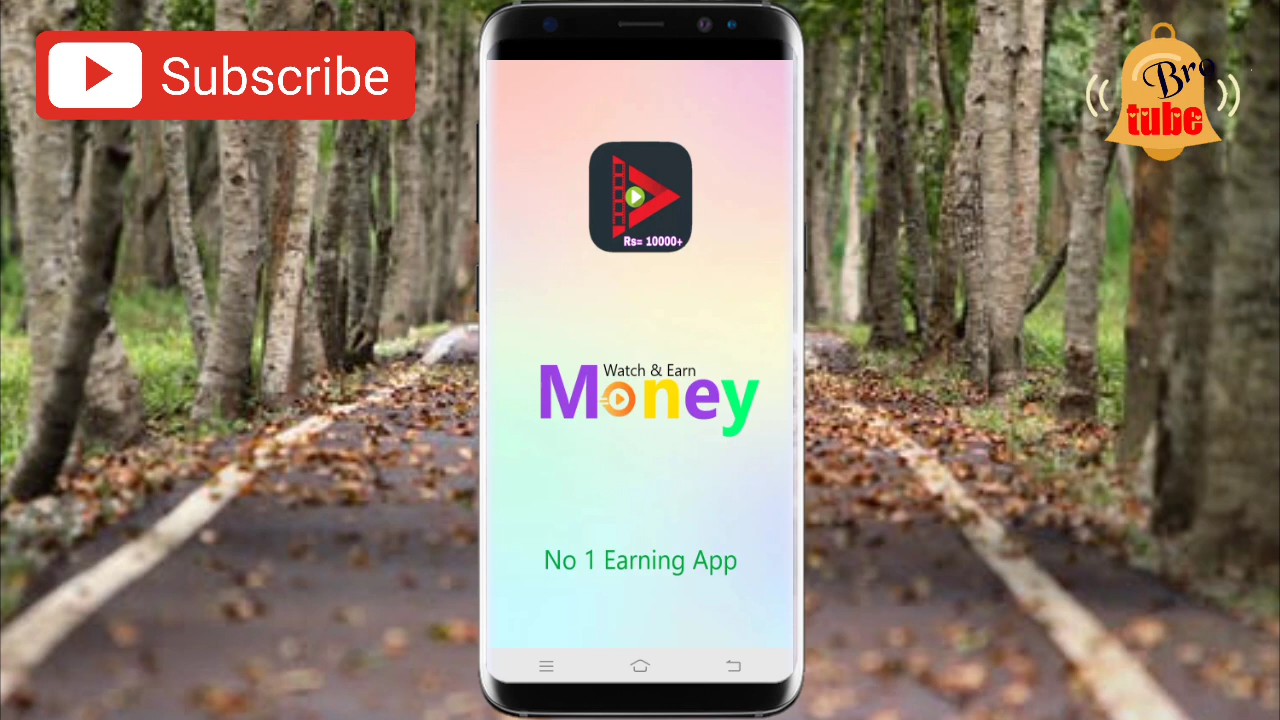 Subscribe
Bro
tube
Rs= 10000+
Watch & Earn
Money
No 1 Earning App